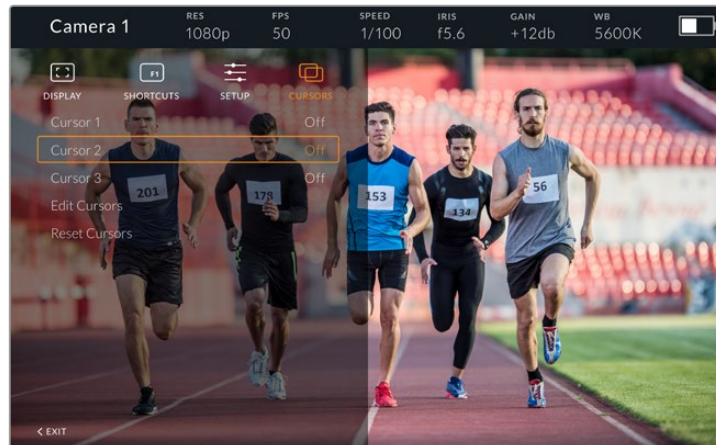 Camera 1
RES
1080p
FPS
50
SPEED
1/100
IRIS
f5.6
GAIN
+12db
WB
5600K
F1
DISPLAY
SHORTCUTS
SETUP
CURSORS
Cursor 1 Off
Cursor 2 Off
Cursor 3 Off
Edit Cursors
Reset Cursors
201
178
153
134
56
< EXIT